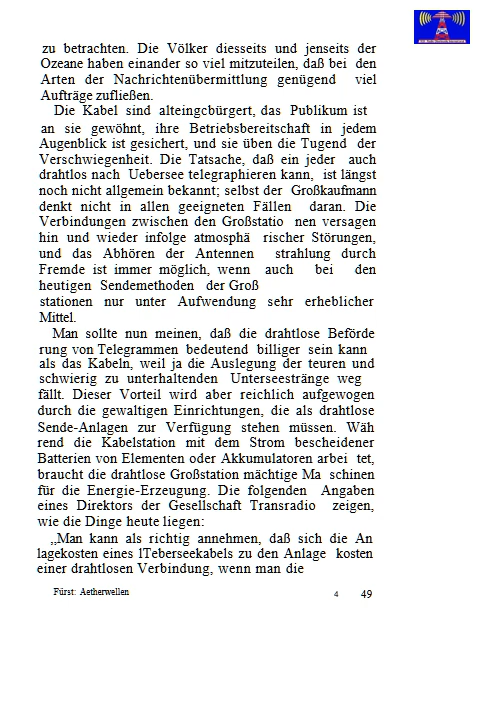 zu betrachten. Die Völker diesseits und jenseits der
Ozeane haben einander so viel mitzuteilen, daß bei den
Arten der Nachrichtenübermittlung genügend viel
Aufträge zufließen.
Die Kabel sind alteingcbürgert, das Publikum ist
an sie gewöhnt, ihre Betriebsbereitschaft in jedem
Augenblick ist gesichert, und sie üben die Tugend der
Verschwiegenheit. Die Tatsache, daß ein jeder auch
drahtlos nach Uebersee telegraphieren kann, ist längst
noch nicht allgemein bekannt; selbst der Großkaufmann
denkt nicht in allen geeigneten Fällen daran. Die
Verbindungen zwischen den Großstatio nen versagen
hin und wieder infolge atmosphä rischer Störungen,
und das Abhören der Antennen strahlung durch
Fremde ist immer möglich, wenn auch bei den
heutigen Sendemethoden der Groß
stationen nur unter Aufwendung sehr erheblicher
Mittel.
Man sollte nun meinen, daß die drahtlose Beförde
rung von Telegrammen bedeutend billiger sein kann
als das Kabeln, weil ja die Auslegung der teuren und
schwierig zu unterhaltenden Unterseestränge weg
fällt. Dieser Vorteil wird aber reichlich aufgewogen
durch die gewaltigen Einrichtungen, die als drahtlose
Sende-Anlagen zur Verfügung stehen müssen. Wäh
rend die Kabelstation mit dem Strom bescheidener
Batterien von Elementen oder Akkumulatoren arbei tet,
braucht die drahtlose Großstation mächtige Ma schinen
für die Energie-Erzeugung. Die folgenden Angaben
eines Direktors der Gesellschaft Transradio zeigen,
wie die Dinge heute liegen:
„Man kann als richtig annehmen, daß sich die An
lagekosten eines lTeberseekabels zu den Anlage kosten
einer drahtlosen Verbindung, wenn man die
Fürst: Aetherwellen 4 49